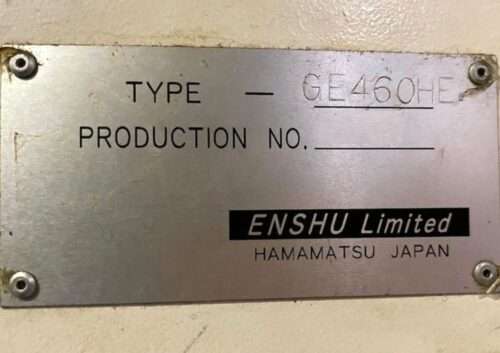 TYPE — GE460HE
PRODUCTION NO.
ENSHU Limited
HAMAMATSU JAPAN